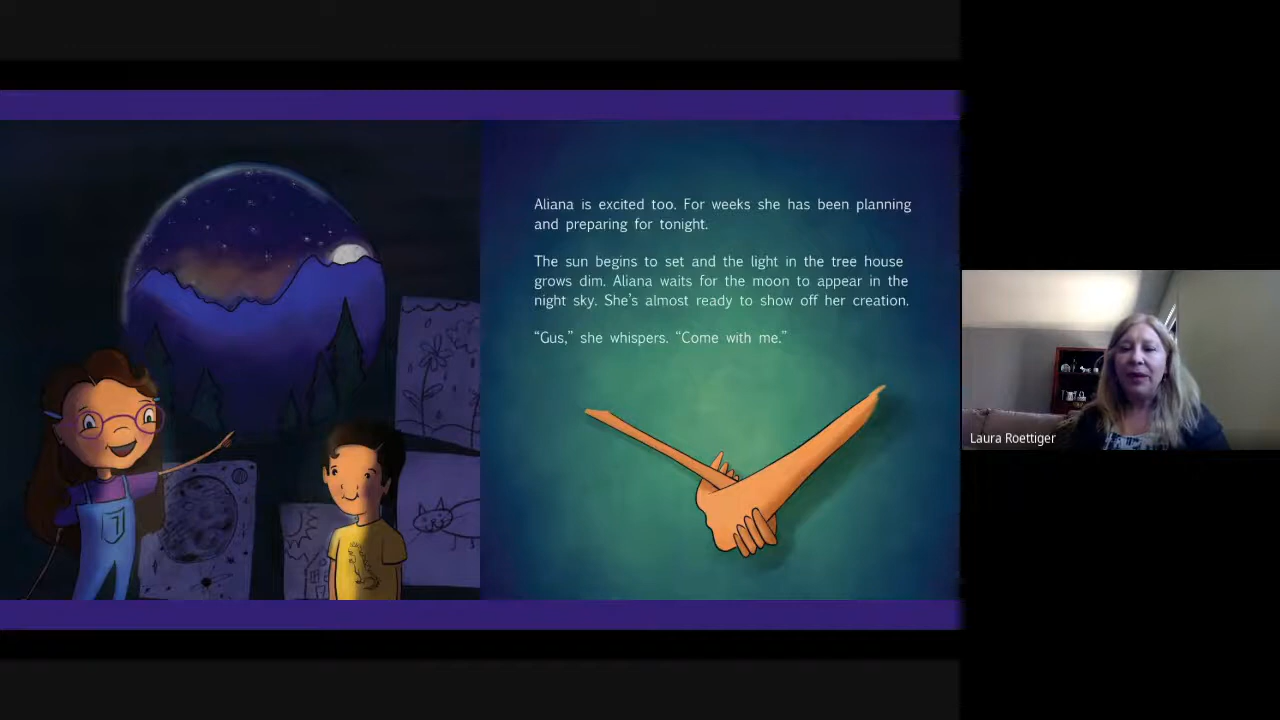 Aliana is excited too. For weeks she has been planning
and preparing for tonight.
The sun begins to set and the light in the tree house
grows dim. Aliana waits for the moon to appear in the
night sky. She's almost ready to show off her creation.
“Gus,” she whispers. “Come with me.”
Laura Roettiger